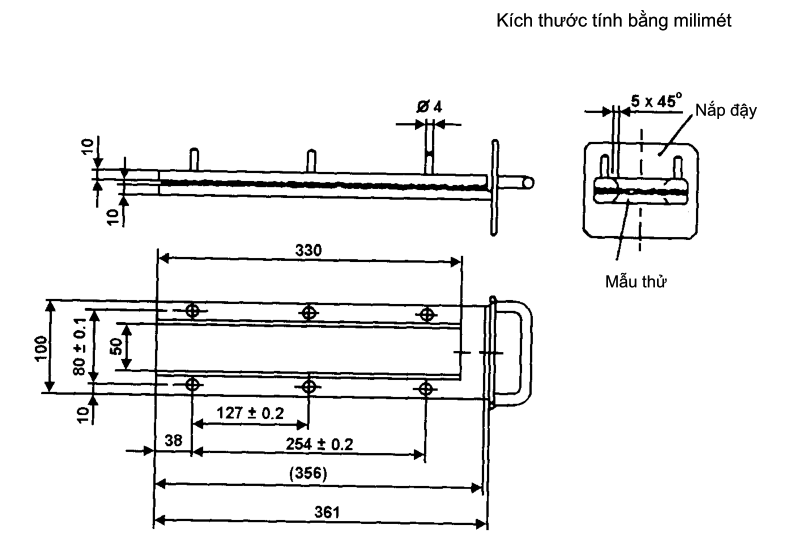 Kích thước tính bằng milimét
Ø 4
5 x 45°
Nắp đậy
10
10
Mẫu thử
330
100
80 ± 0.1
50
10
127 ± 0.2
38
254 ± 0.2
(356)
361